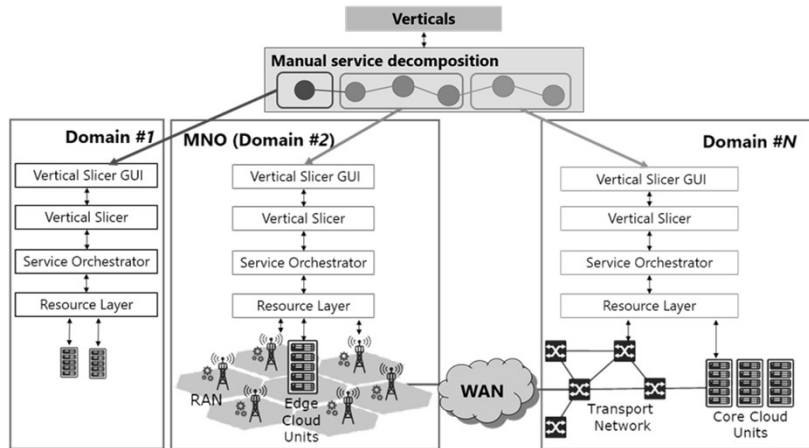 Verticals
Manual service decomposition
Domain #1
Vertical Slicer GUI
Vertical Slicer
Service Orchestrator
Resource Layer
MNO (Domain #2)
Vertical Slicer GUI
Vertical Slicer
Service Orchestrator
Resource Layer
RAN
Edge
Cloud
Units
WAN
Domain #N
Vertical Slicer GUI
Vertical Slicer
Service Orchestrator
Resource Layer
Transport
Network
Core Cloud
Units